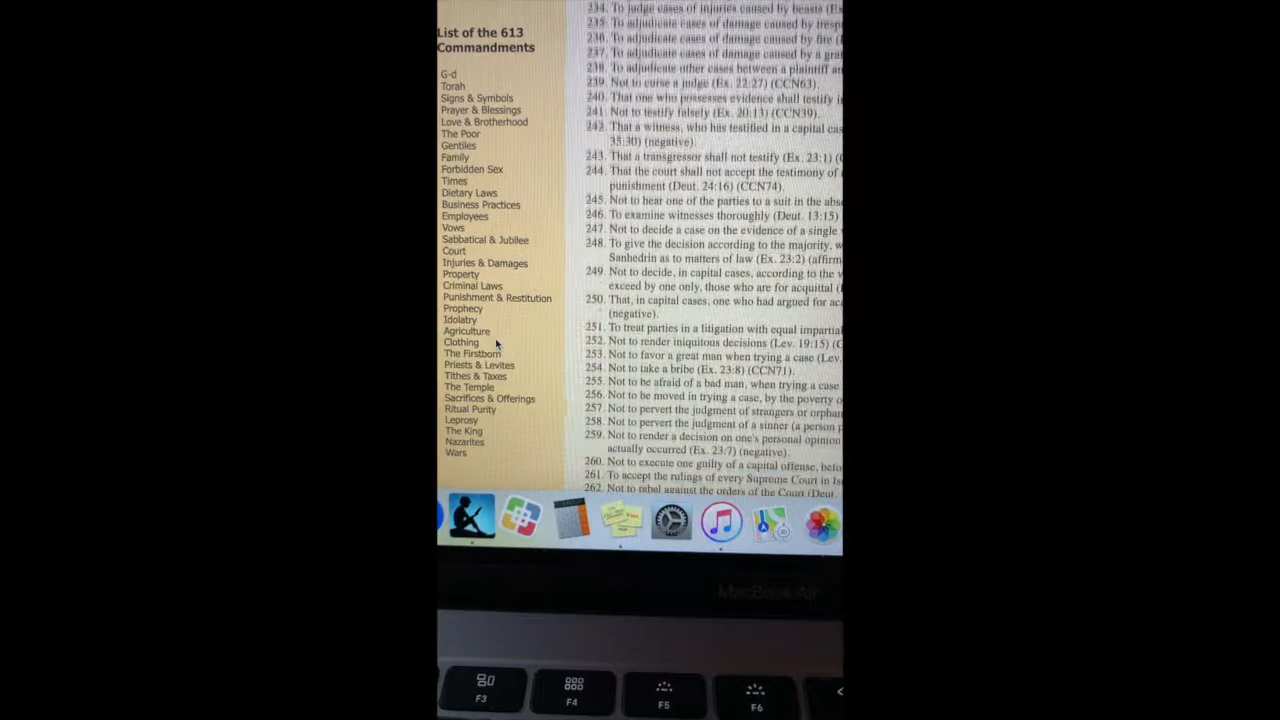 List of the 613
Commandments
G-d
Torah
Signs & Symbols
Prayer & Blessings
Love & Brotherhood
The Poor
Gentiles
Family
Forbidden Sex
Times
Dietary Laws
Business Practices
Employees
Vows
Sabbatical & Jubilee
Court
Injuries & Damages
Property
Criminal Laws
Punishment & Restitution
Prophecy
Idolatry
Agriculture
Clothing
The Firstborn
Priests & Levites
Tithes & Taxes
The Temple
Sacrifices & Offerings
Ritual Purity
Leprosy
The King
Nazarites
Wars
234. To judge cases of injuries caused by beasts (Ex
235. To adjudicate cases of damage caused by tresp
236. To adjudicate cases of damage caused by fire (
237. To adjudicate cases of damage caused by a gra
238. To adjudicate other cases between a plaintiff an
239. Not to curse a judge (Ex. 22:27) (CCN63).
240. That one who possesses evidence shall testify i
241. Not to testify falsely (Ex. 20:13) (CCN39).
242. That a witness, who has testified in a capital cas
35:30) (negative).
243. That a transgressor shall not testify (Ex. 23:1) (
244. That the court shall not accept the testimony of
punishment (Deut. 24:16) (CCN74).
245. Not to hear one of the parties to a suit in the abs
246. To examine witnesses thoroughly (Deut. 13:15)
247. Not to decide a case on the evidence of a single
248. To give the decision according to the majority, w
Sanhedrin as to matters of law (Ex. 23:2) (affirm
249. Not to decide, in capital cases, according to the
exceed by one only, those who are for acquittal (
250. That, in capital cases, one who had argued for ac
(negative).
251. To treat parties in a litigation with equal impartial
252. Not to render iniquitous decisions (Lev. 19:15) (
253. Not to favor a great man when trying a case (Lev.
254. Not to take a bribe (Ex. 23:8) (CCN71).
255. Not to be afraid of a bad man, when trying a case
256. Not to be moved in trying a case, by the poverty o
257. Not to pervert the judgment of strangers or orphan
258. Not to pervert the judgment of a sinner (a person p
259. Not to render a decision on one's personal opinion
actually occurred (Ex. 23:7) (negative).
260. Not to execute one guilty of a capital offense, befo
261. To accept the rulings of every Supreme Court in Is
262. Not to rebel against the orders of the Court (Deut.
MacBook Air
F3
F4
F5
F6